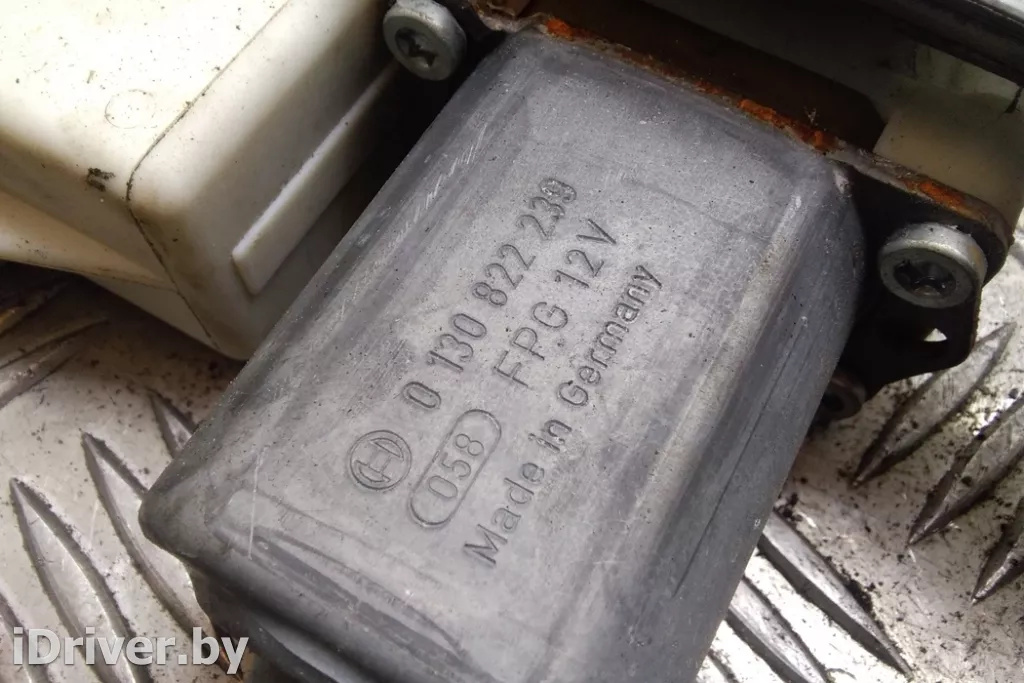 0 130 822 239
058 FPG 12V
Made in Germany
iDriver.by